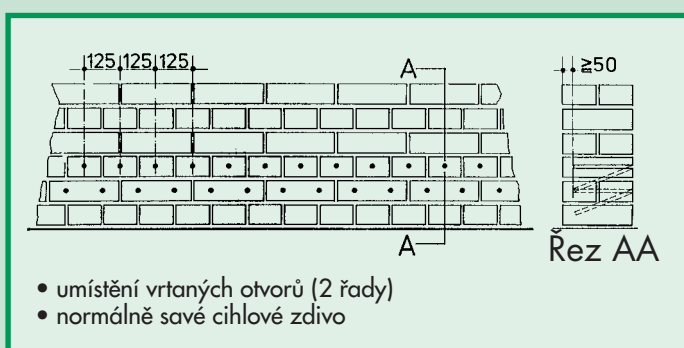 125 125 125
A
≥50
A
Řez AA
• umístění vrtaných otvorů (2 řady)
• normálně savé cihlové zdivo